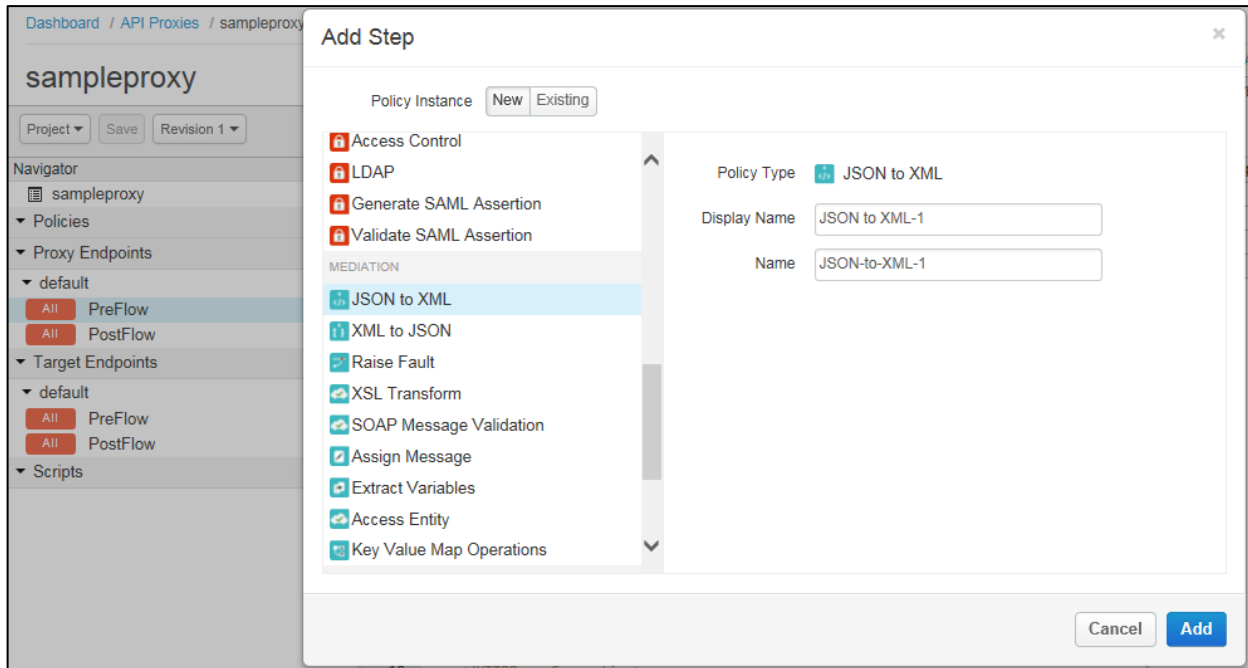 Dashboard / API Proxies / sampleproxy
sampleproxy
Project Save Revision 1
Navigator
sampleproxy
Policies
Proxy Endpoints
default
All PreFlow
All PostFlow
Target Endpoints
default
All PreFlow
All PostFlow
Scripts
Add Step
Policy Instance New Existing
Access Control
LDAP
Generate SAML Assertion
Validate SAML Assertion
MEDIATION
JSON to XML
XML to JSON
Raise Fault
XSL Transform
SOAP Message Validation
Assign Message
Extract Variables
Access Entity
Key Value Map Operations
Policy Type JSON to XML
Display Name JSON to XML-1
Name JSON-to-XML-1
Cancel Add